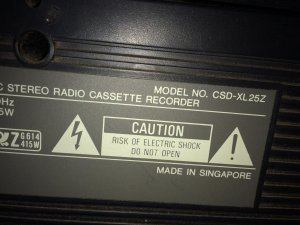 MODEL NO. CSD-XL25Z
C STEREO RADIO CASSETTE RECORDER
Hz
5W
Z 6614
415W
CAUTION
RISK OF ELECTRIC SHOCK
DO NOT OPEN
MADE IN SINGAPORE